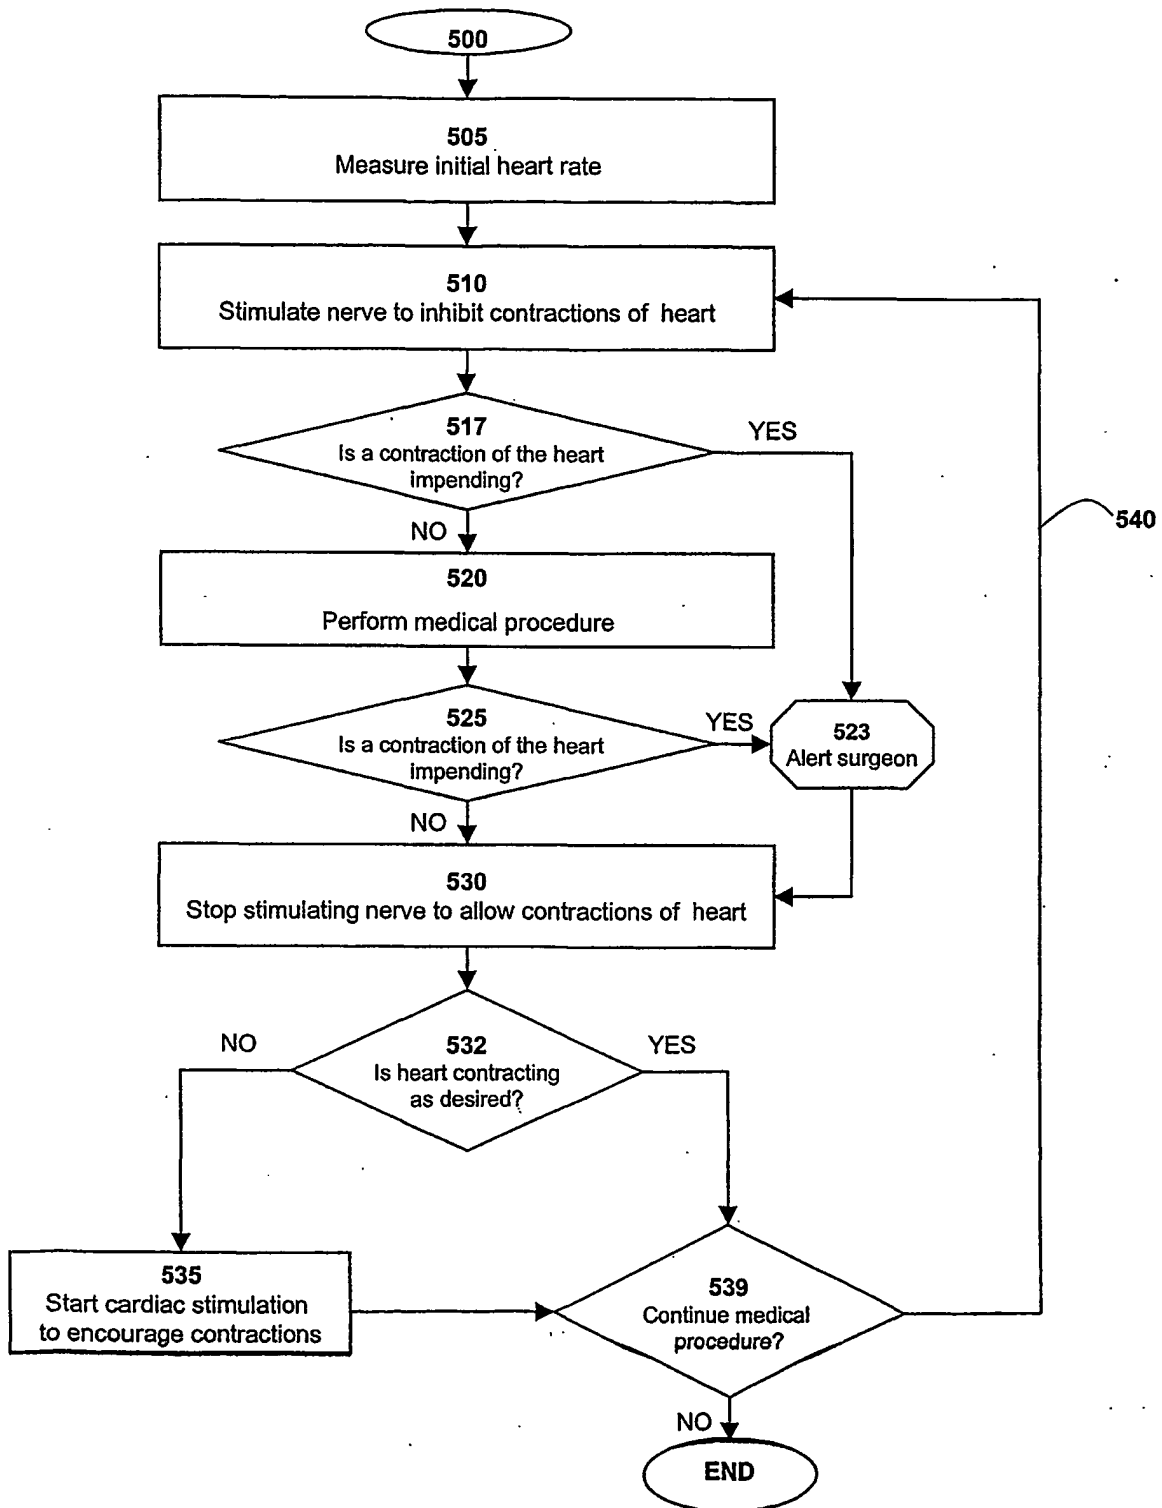 500
505
Measure initial heart rate
510
Stimulate nerve to inhibit contractions of heart
517
Is a contraction of the heart
impending?
YES
NO
540
520
Perform medical procedure
525
Is a contraction of the heart
impending?
YES
523
Alert surgeon
NO
530
Stop stimulating nerve to allow contractions of heart
532
Is heart contracting
as desired?
NO
YES
535
Start cardiac stimulation
to encourage contractions
539
Continue medical
procedure?
NO
END